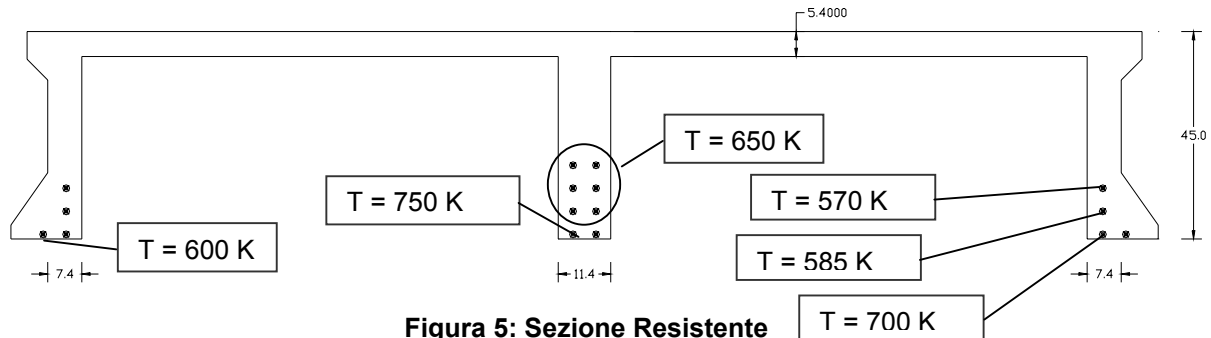 5.4000
45.0
T = 650 K
T = 750 K
T = 570 K
T = 600 K
T = 585 K
7.4
11.4
7.4
T = 700 K
Figura 5: Sezione Resistente